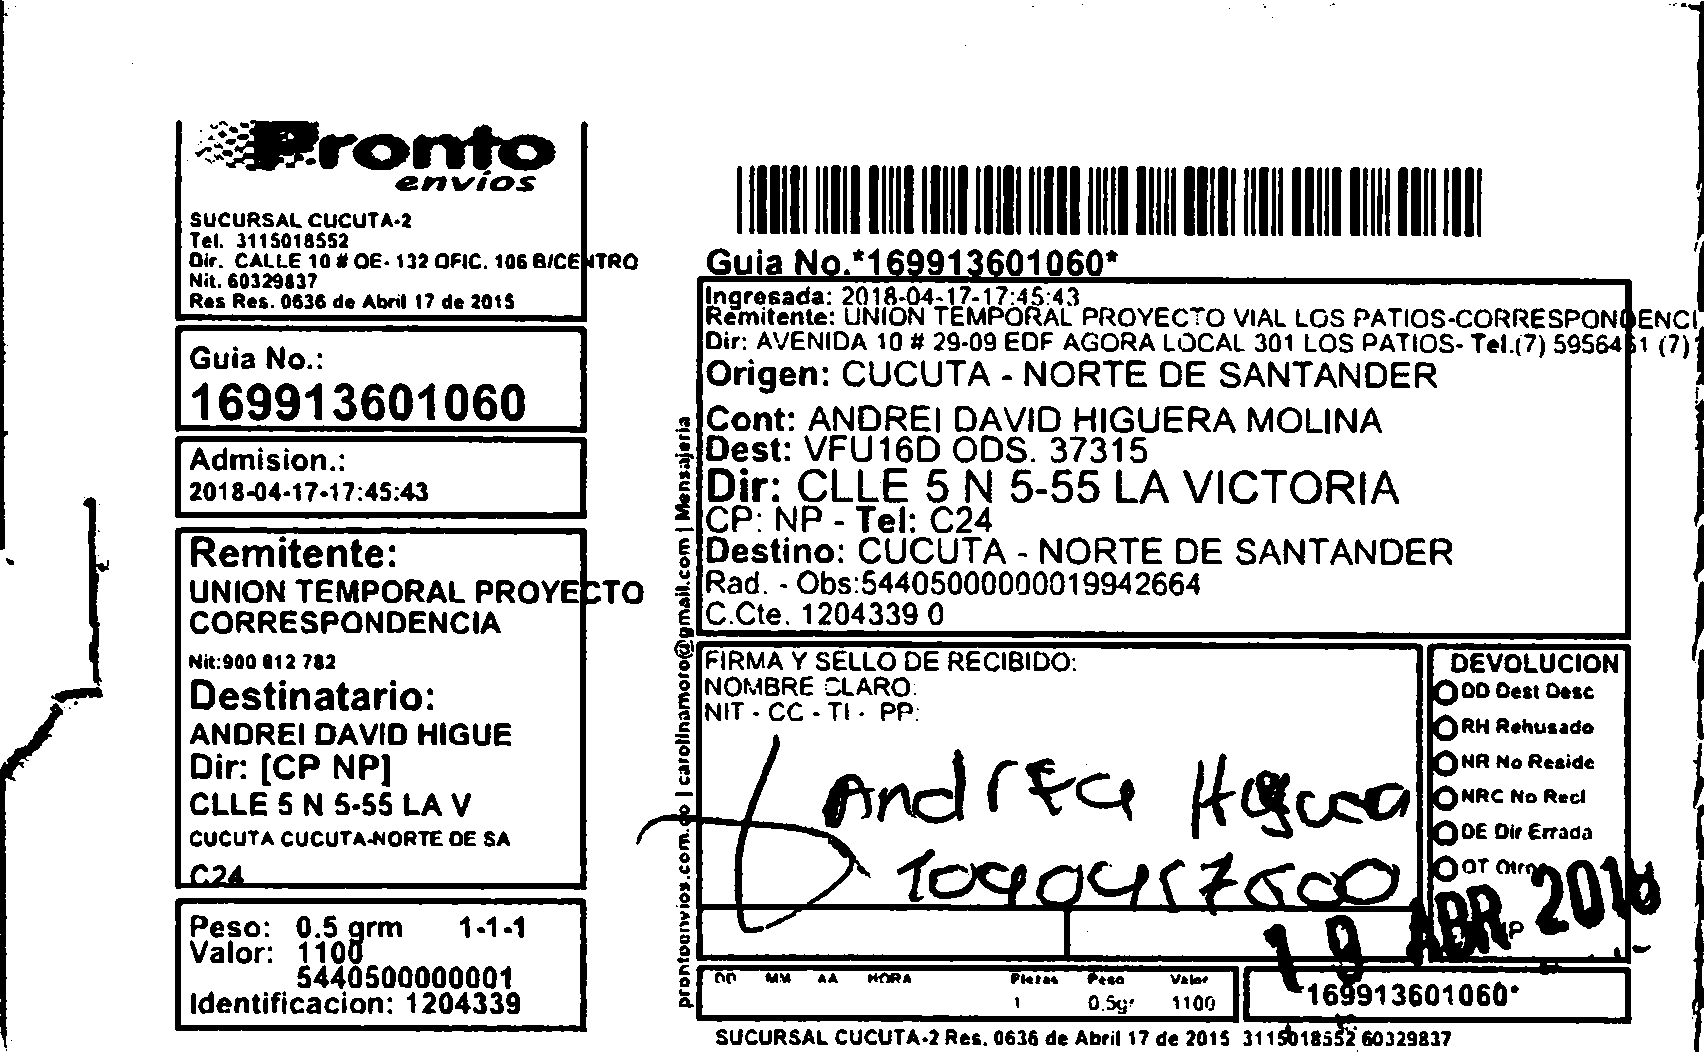 Pronto
envíos
SUCURSAL CUCUTA-2
Tel. 3115018552
Dir. CALLE 10 # OE- 132 OFIC. 106 B/CENTRO
Nit. 60329837
Res Res. 0636 de Abril 17 de 2015
Guia No.:
169913601060
Admision.:
2018-04-17-17:45:43
Remitente:
UNION TEMPORAL PROYECTO
CORRESPONDENCIA
Nit:900 812 782
Destinatario:
ANDREI DAVID HIGUE
Dir: [CP NP]
CLLE 5 N 5-55 LA V
CUCUTA CUCUTA-NORTE DE SA
C24
Peso: 0.5 grm 1-1-1
Valor: 1100
5440500000001
Identificacion: 1204339
prontoenvios.com.co | carolinamoro@gmail.com | Mensajeria
Guia No.*169913601060*
Ingresada: 2018-04-17-17:45:43
Remitente: UNION TEMPORAL PROYECTO VIAL LOS PATIOS-CORRESPONDENCI
Dir: AVENIDA 10 # 29-09 EDF AGORA LOCAL 301 LOS PATIOS- Tel.(7) 5956461 (7)
Origen: CUCUTA - NORTE DE SANTANDER
Cont: ANDREI DAVID HIGUERA MOLINA
Dest: VFU16D ODS. 37315
Dir: CLLE 5 N 5-55 LA VICTORIA
CP: NP - Tel: C24
Destino: CUCUTA - NORTE DE SANTANDER
Rad. - Obs:54405000000019942664
C.Cte. 1204339 0
FIRMA Y SELLO DE RECIBIDO:
NOMBRE CLARO:
NIT - CC - TI - PP:
DEVOLUCION
DD Dest Desc
RH Rehusado
NR No Reside
NRC No Recl
DE Dir Errada
OT Otro
19 ABR 2018
DD MM AA HORA Piezas Peso Valor
1 0.5gr 1100
*169913601060*
SUCURSAL CUCUTA-2 Res. 0636 de Abril 17 de 2015 3115018552 60329837